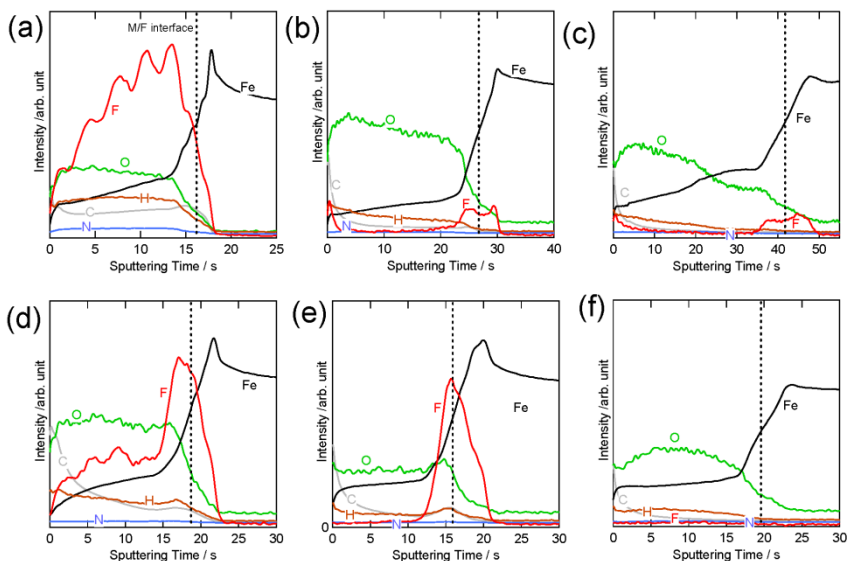 (a)
M/F interface
Intensity /arb. unit
F
Fe
O
H
C
N
0 5 10 15 20 25
Sputtering Time / s
(b)
Intensity /arb. unit
Fe
O
H
F
C
N
0 10 20 30 40
Sputtering Time / s
(c)
Intensity /arb. unit
Fe
O
C
H
F
N
0 10 20 30 40 50
Sputtering Time / s
(d)
Intensity /arb. unit
F
Fe
O
C
H
N
0 5 10 15 20 25 30
Sputtering Time / s
(e)
Intensity /arb. unit
F
Fe
O
C
H
N
0
0 5 10 15 20 25 30
Sputtering Time / s
(f)
Intensity /arb. unit
Fe
O
C
H
F
N
0 5 10 15 20 25 30
Sputtering Time / s